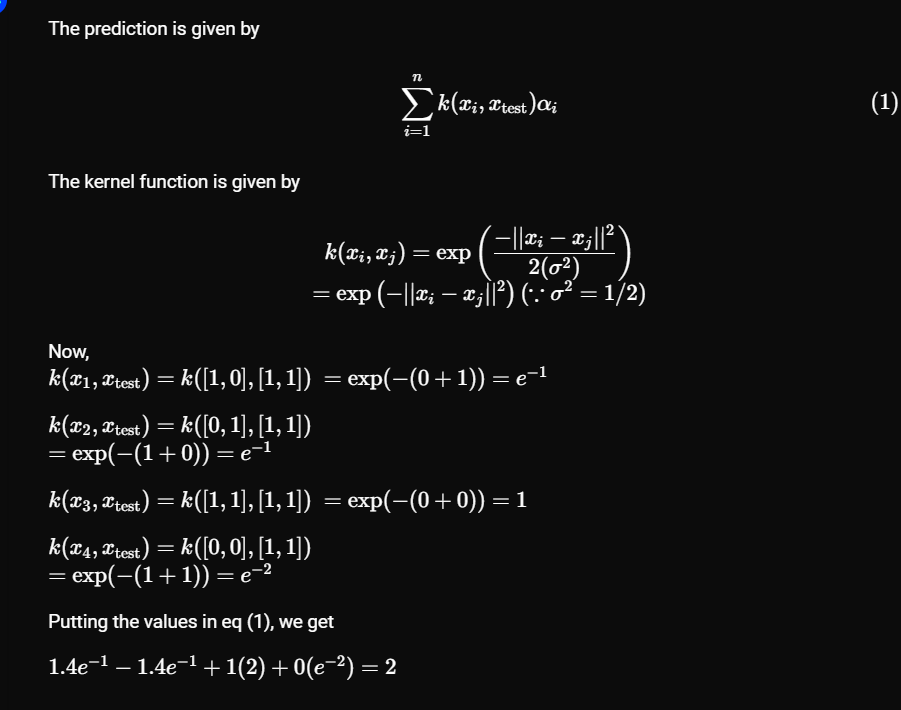 The prediction is given by
$$\sum_{i=1}^{n} k(x_i, x_{\text{test}})\alpha_i \quad (1)$$
The kernel function is given by
$$k(x_i, x_j) = \exp\left(\frac{-||x_i - x_j||^2}{2(\sigma^2)}\right)$$
$$= \exp\left(-||x_i - x_j||^2\right) (\because \sigma^2 = 1/2)$$
Now,
$k(x_1, x_{\text{test}}) = k([1, 0], [1, 1]) = \exp(-(0 + 1)) = e^{-1}$
$k(x_2, x_{\text{test}}) = k([0, 1], [1, 1])$
$= \exp(-(1 + 0)) = e^{-1}$
$k(x_3, x_{\text{test}}) = k([1, 1], [1, 1]) = \exp(-(0 + 0)) = 1$
$k(x_4, x_{\text{test}}) = k([0, 0], [1, 1])$
$= \exp(-(1 + 1)) = e^{-2}$
Putting the values in eq (1), we get
$1.4e^{-1} - 1.4e^{-1} + 1(2) + 0(e^{-2}) = 2$